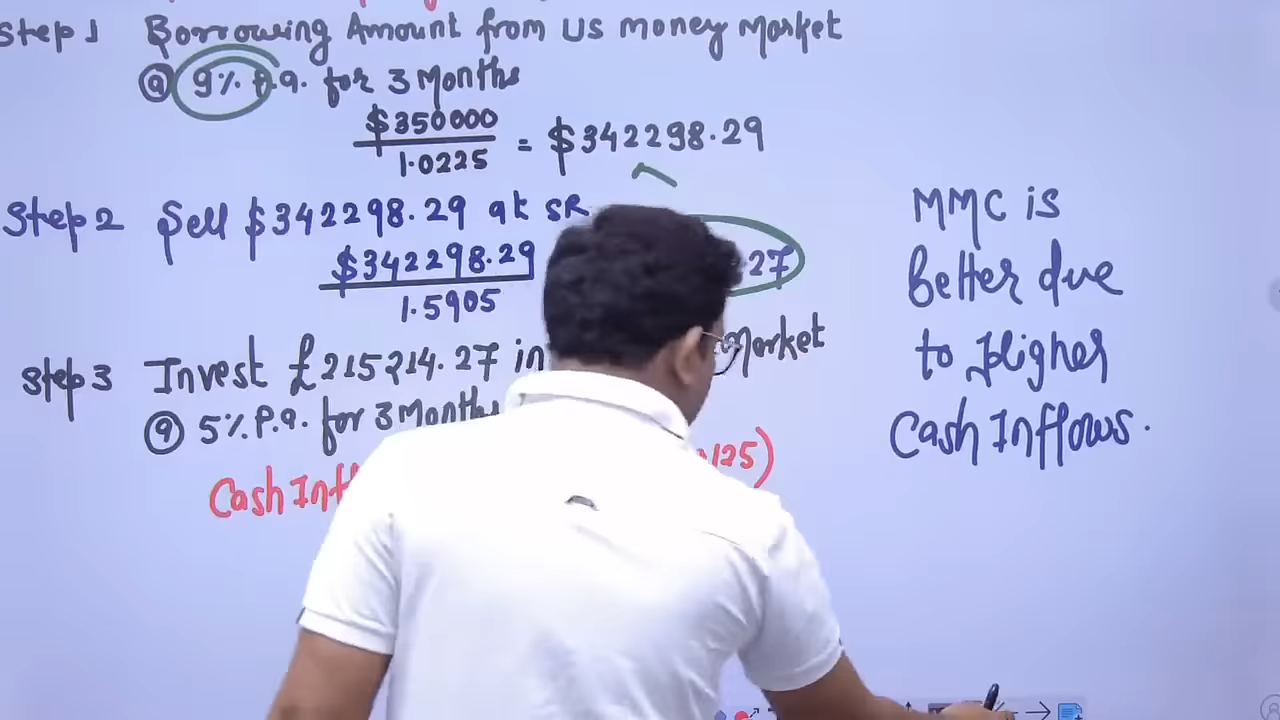 Step 1 Borrowing Amount from US money market
@ 9% P.a. for 3 Months
$350000
1.0225
= $342298.29
Step 2 Sell $342298.29 at SR
$342298.29
1.5905
.27
Step 3 Invest £215214.27 in market
@ 5% P.a. for 3 Months
Cash Inf 125)
MMC is
Better due
to Higher
Cash Inflows.